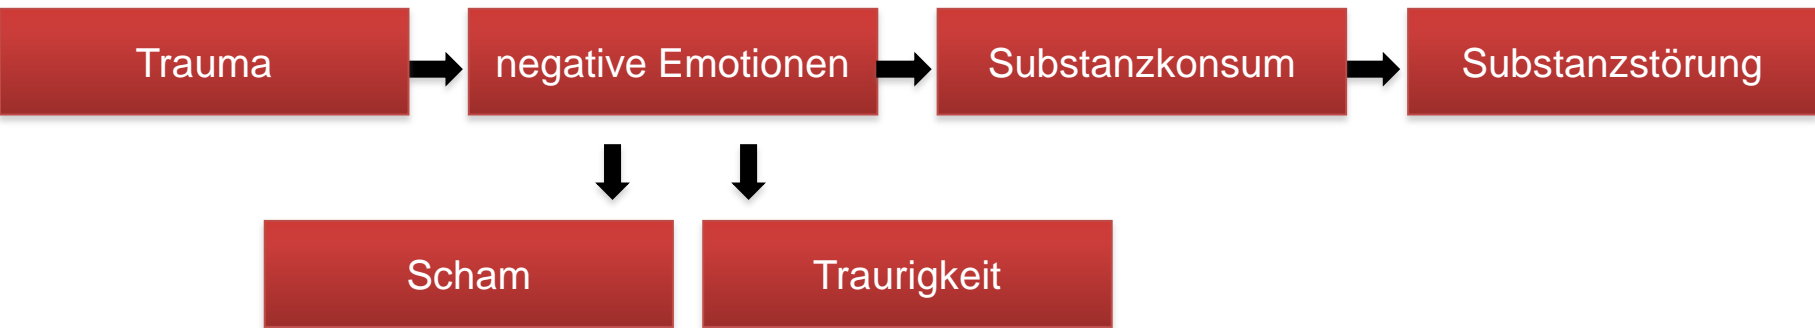 Trauma
negative Emotionen
Substanzkonsum
Substanzstörung
Scham
Traurigkeit